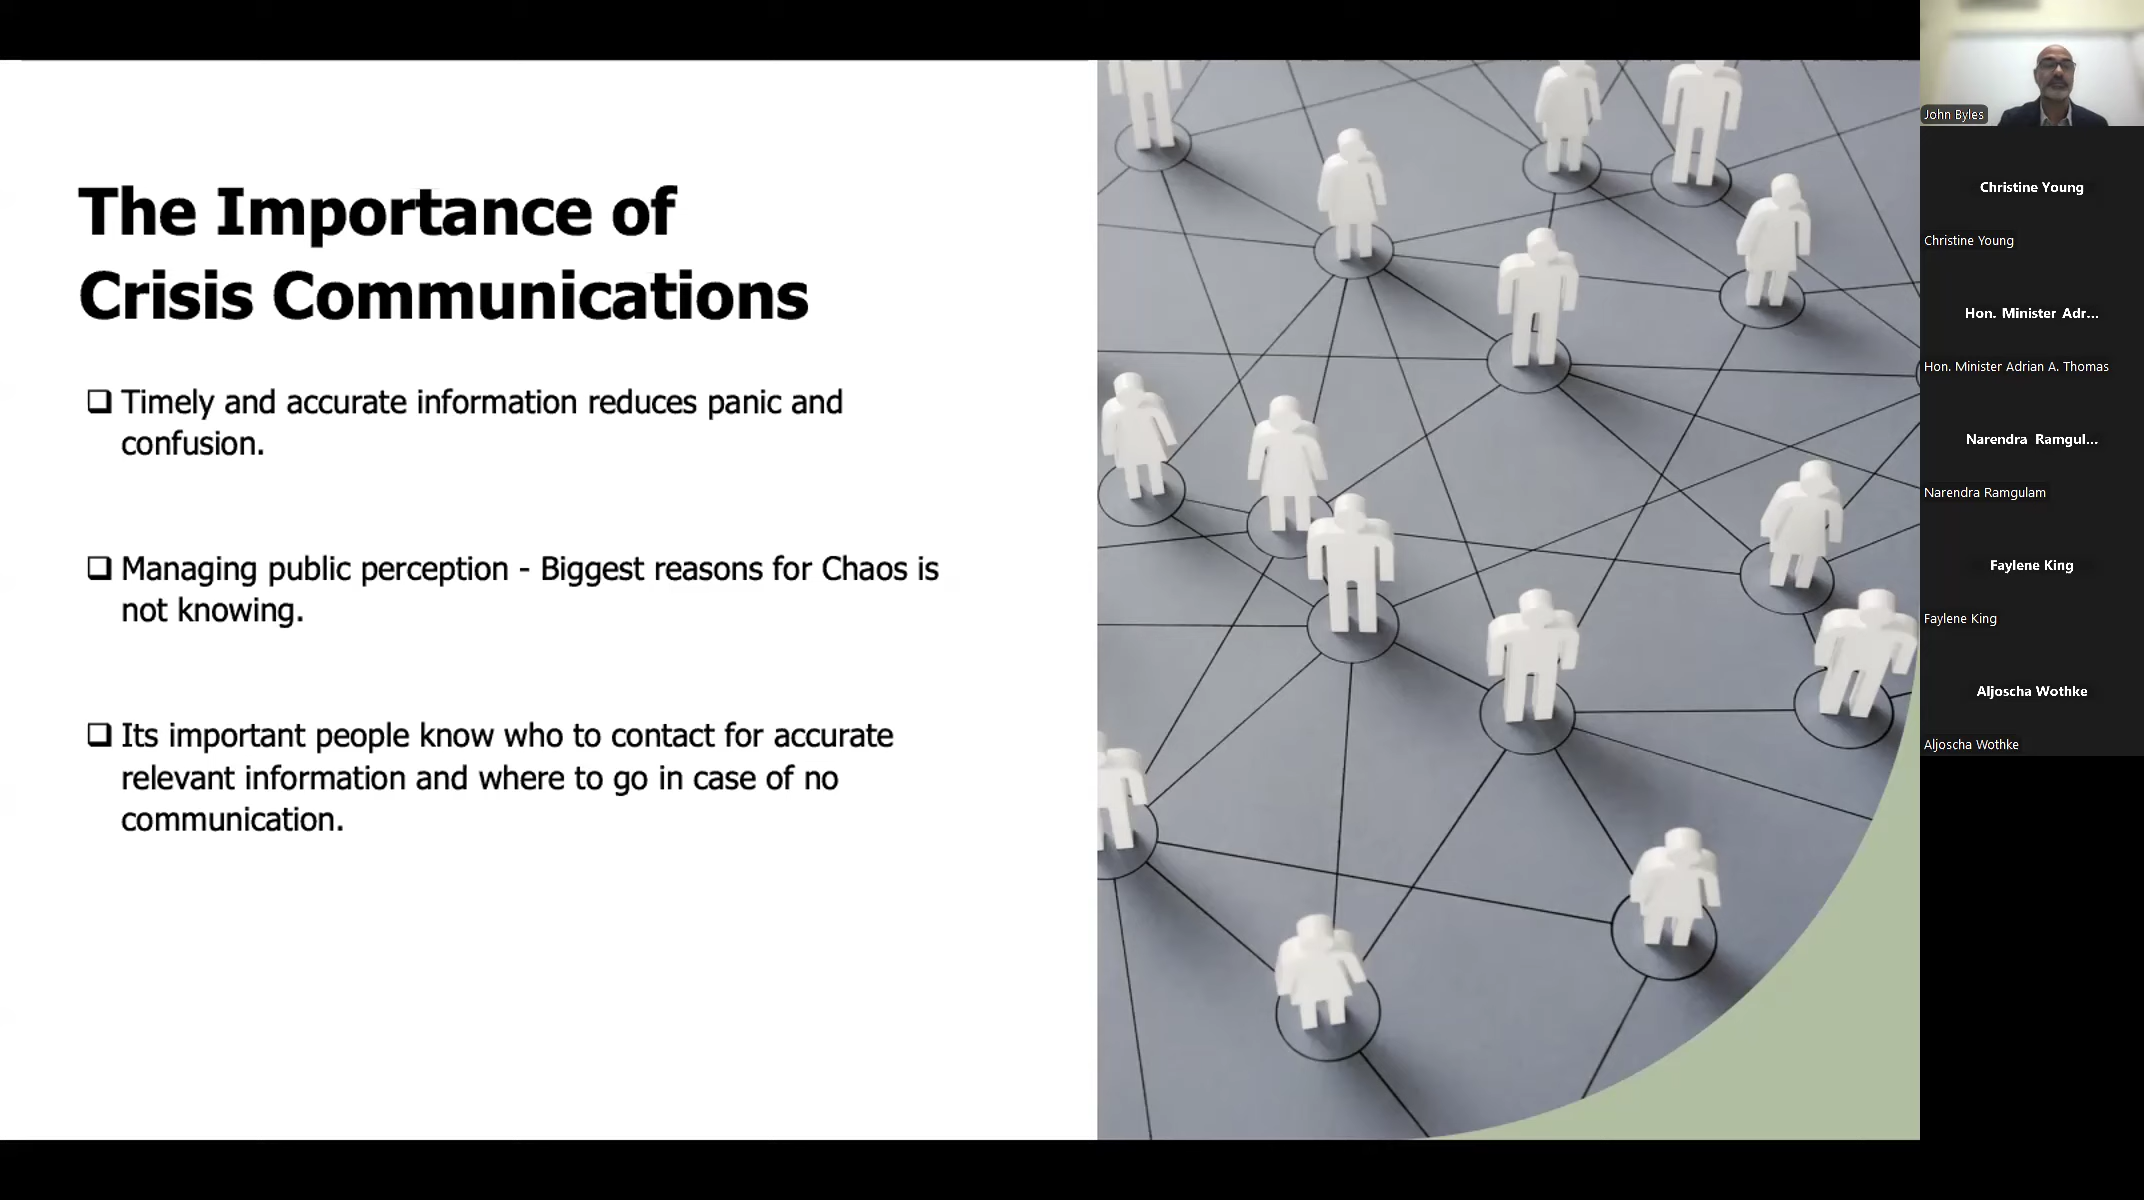 The Importance of
Crisis Communications
Timely and accurate information reduces panic and
confusion.
Managing public perception - Biggest reasons for Chaos is
not knowing.
Its important people know who to contact for accurate
relevant information and where to go in case of no
communication.
John Byles
Christine Young
Christine Young
Hon. Minister Adr...
Hon. Minister Adrian A. Thomas
Narendra Ramgul...
Narendra Ramgulam
Faylene King
Faylene King
Aljoscha Wothke
Aljoscha Wothke